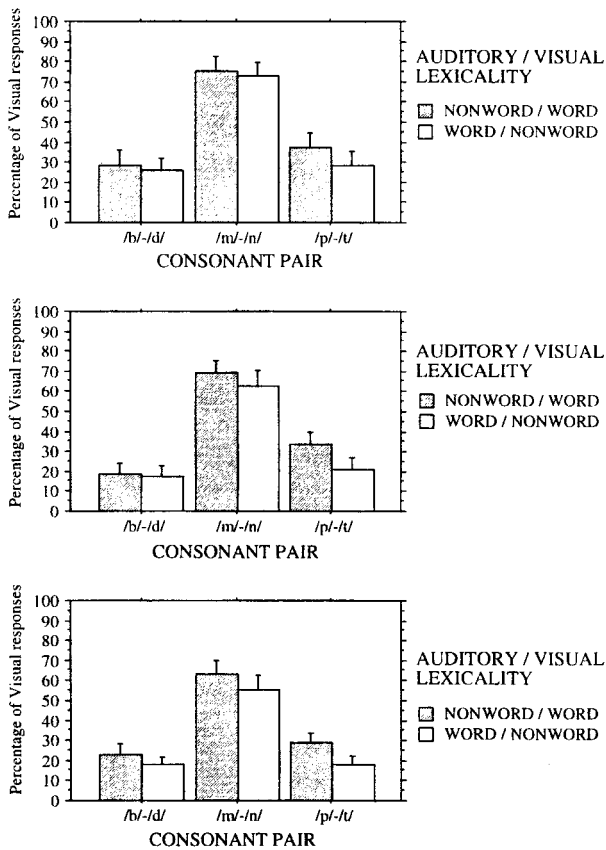 Percentage of Visual responses
100
90
80
70
60
50
40
30
20
10
0
/b/-/d/ /m/-/n/ /p/-/t/
CONSONANT PAIR
AUDITORY / VISUAL
LEXICALITY
NONWORD / WORD
WORD / NONWORD
Percentage of Visual responses
100
90
80
70
60
50
40
30
20
10
0
/b/-/d/ /m/-/n/ /p/-/t/
CONSONANT PAIR
AUDITORY / VISUAL
LEXICALITY
NONWORD / WORD
WORD / NONWORD
Percentage of Visual responses
100
90
80
70
60
50
40
30
20
10
0
/b/-/d/ /m/-/n/ /p/-/t/
CONSONANT PAIR
AUDITORY / VISUAL
LEXICALITY
NONWORD / WORD
WORD / NONWORD